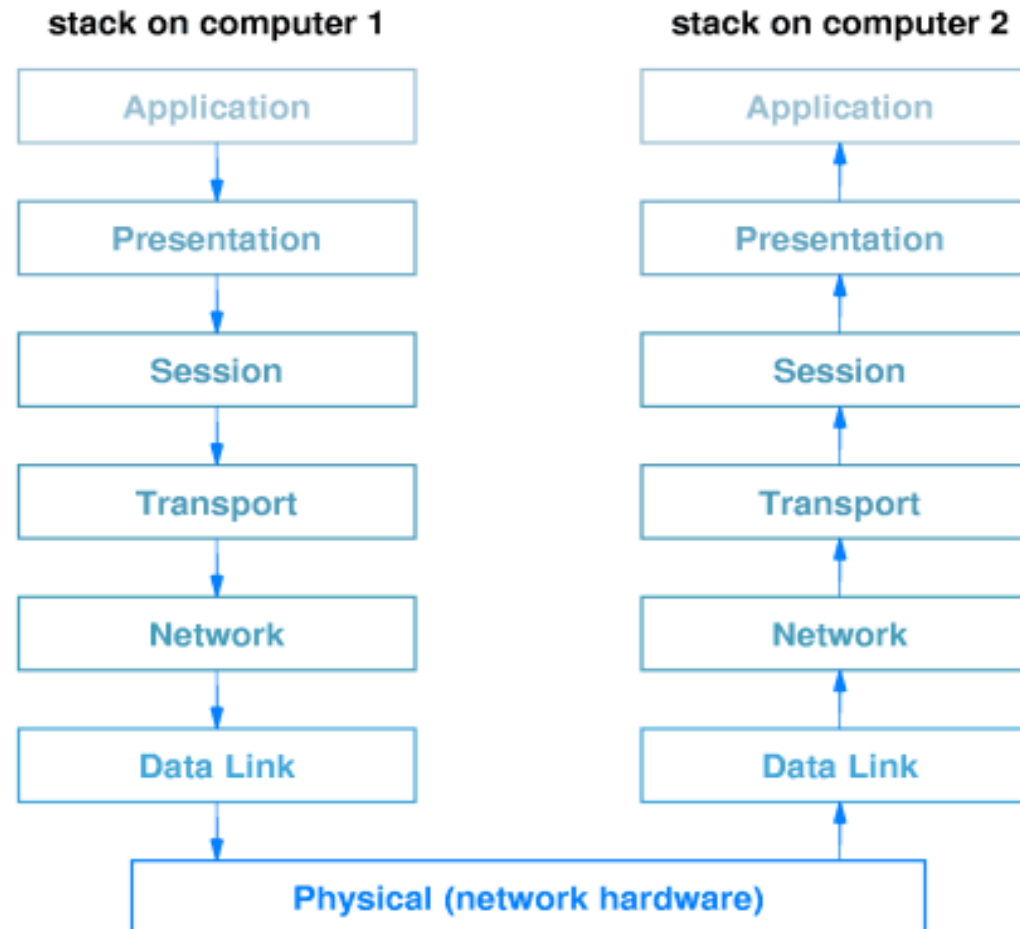 stack on computer 1
stack on computer 2
Application
Application
Presentation
Presentation
Session
Session
Transport
Transport
Network
Network
Data Link
Data Link
Physical (network hardware)